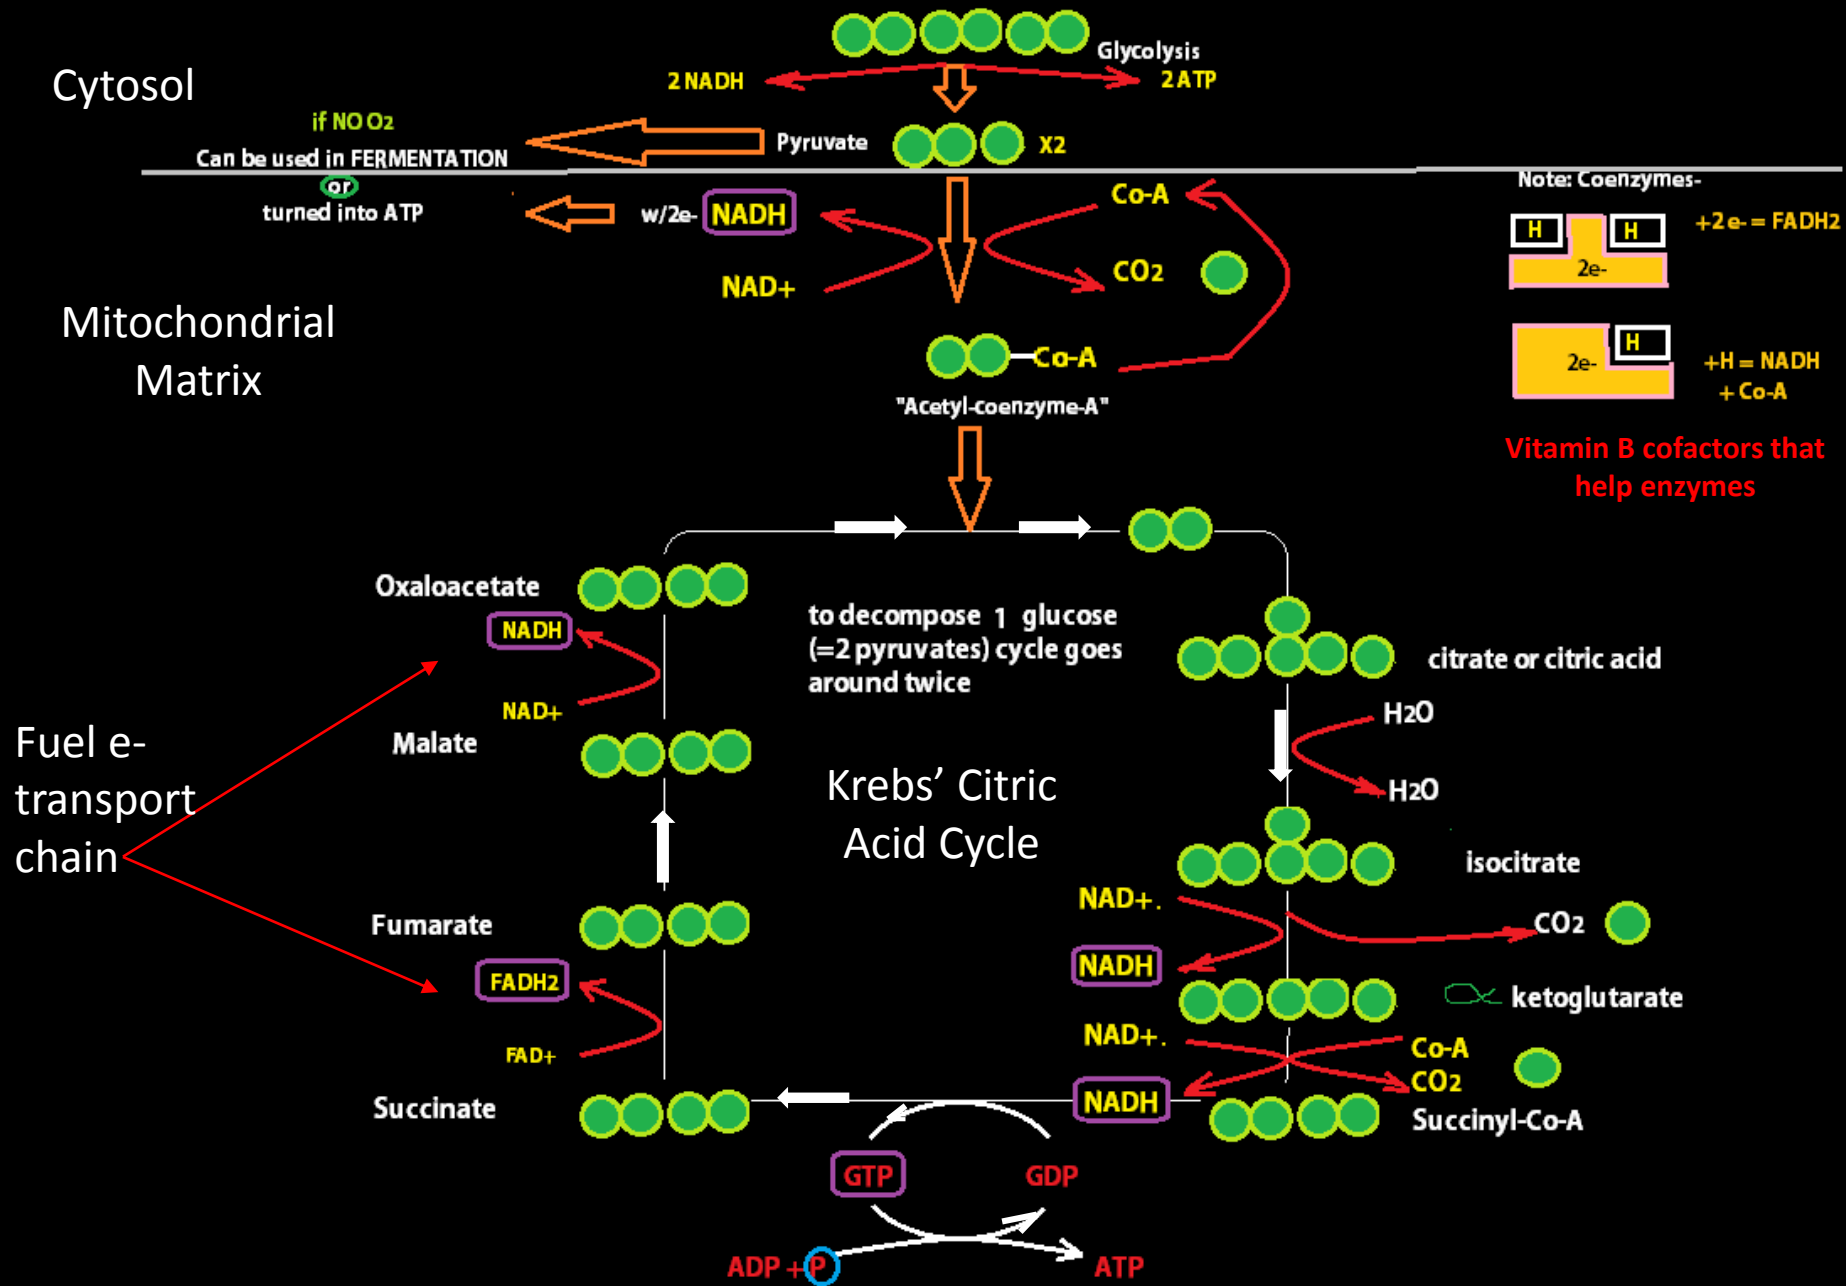 Glycolysis
Cytosol
2 NADH
2 ATP
if NO O2
Can be used in FERMENTATION
or
turned into ATP
Pyruvate
X2
w/2e-
NADH
NAD+
Co-A
CO2
Note: Coenzymes-
H
H
2e-
+2 e- = FADH2
H
2e-
+H = NADH
+ Co-A
Vitamin B cofactors that
help enzymes
Mitochondrial
Matrix
Co-A
"Acetyl-coenzyme-A"
Oxaloacetate
NADH
NAD+
Malate
to decompose 1 glucose
(=2 pyruvates) cycle goes
around twice
citrate or citric acid
H2O
H2O
Fuel e-
transport
chain
Krebs’ Citric
Acid Cycle
isocitrate
NAD+.
CO2
NADH
Fumarate
FADH2
FAD+
α ketoglutarate
NAD+.
Co-A
CO2
NADH
Succinate
Succinyl-Co-A
GTP
GDP
ADP + P
ATP